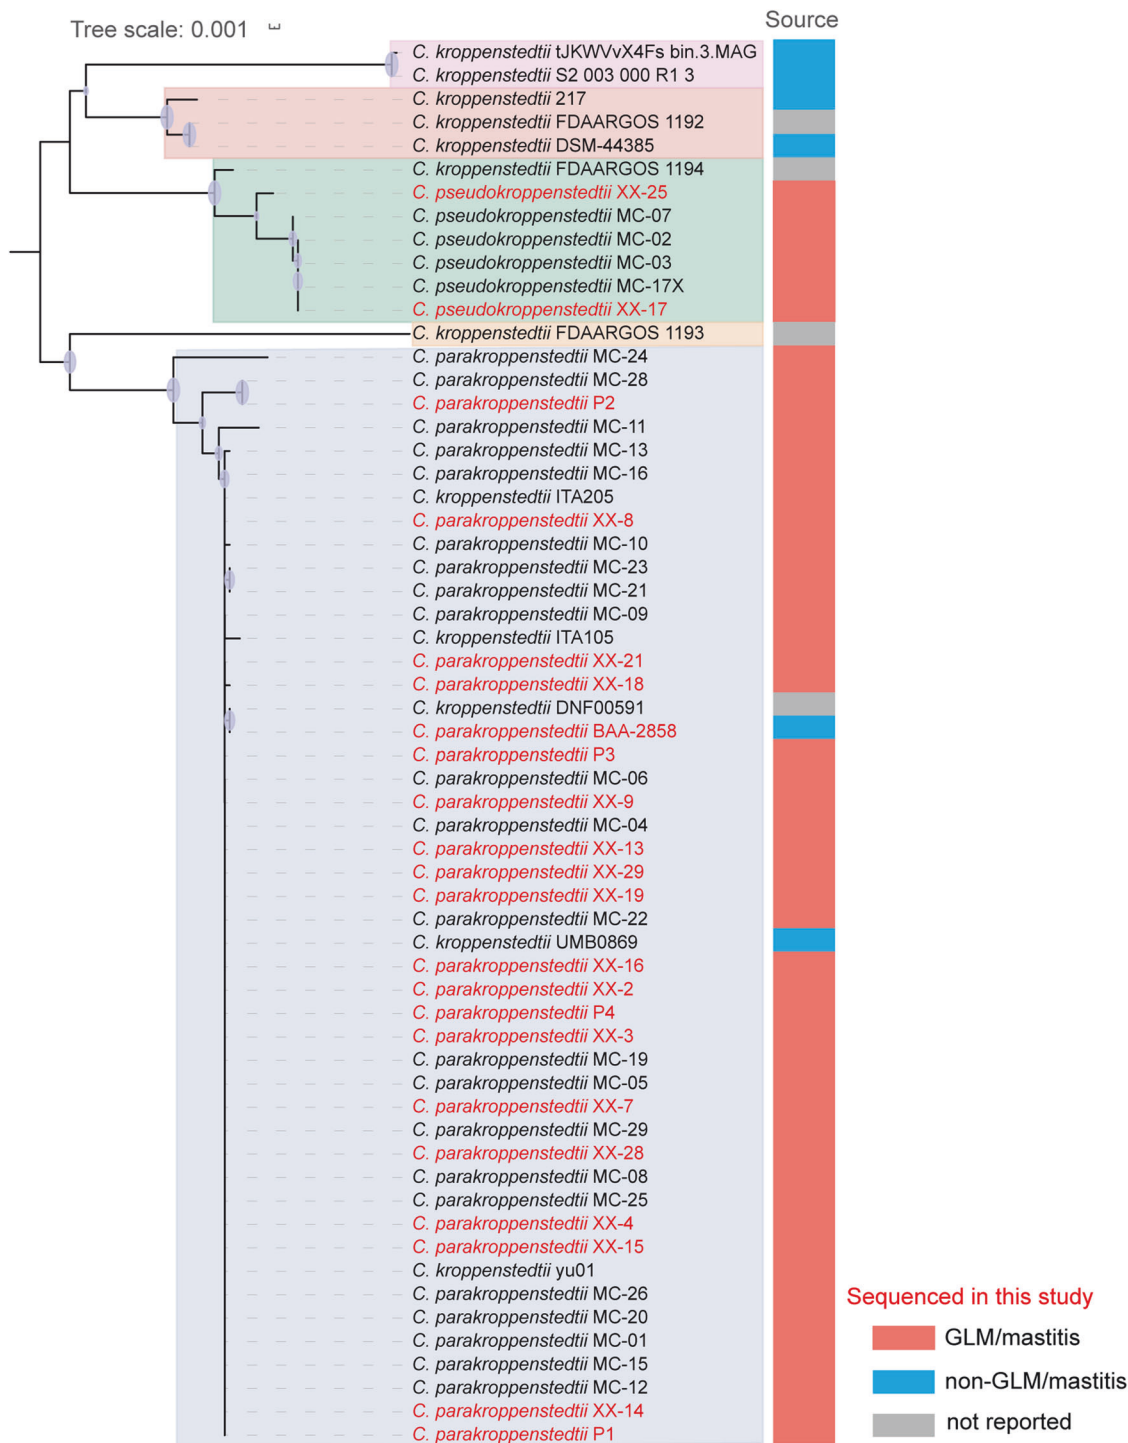 Tree scale: 0.001
Source
C. kroppenstedtii tJKWVvX4Fs bin.3.MAG
C. kroppenstedtii S2 003 000 R1 3
C. kroppenstedtii 217
C. kroppenstedtii FDAARGOS 1192
C. kroppenstedtii DSM-44385
C. kroppenstedtii FDAARGOS 1194
C. pseudokroppenstedtii XX-25
C. pseudokroppenstedtii MC-07
C. pseudokroppenstedtii MC-02
C. pseudokroppenstedtii MC-03
C. pseudokroppenstedtii MC-17X
C. pseudokroppenstedtii XX-17
C. kroppenstedtii FDAARGOS 1193
C. parakroppenstedtii MC-24
C. parakroppenstedtii MC-28
C. parakroppenstedtii P2
C. parakroppenstedtii MC-11
C. parakroppenstedtii MC-13
C. parakroppenstedtii MC-16
C. kroppenstedtii ITA205
C. parakroppenstedtii XX-8
C. parakroppenstedtii MC-10
C. parakroppenstedtii MC-23
C. parakroppenstedtii MC-21
C. parakroppenstedtii MC-09
C. kroppenstedtii ITA105
C. parakroppenstedtii XX-21
C. parakroppenstedtii XX-18
C. kroppenstedtii DNF00591
C. parakroppenstedtii BAA-2858
C. parakroppenstedtii P3
C. parakroppenstedtii MC-06
C. parakroppenstedtii XX-9
C. parakroppenstedtii MC-04
C. parakroppenstedtii XX-13
C. parakroppenstedtii XX-29
C. parakroppenstedtii XX-19
C. parakroppenstedtii MC-22
C. kroppenstedtii UMB0869
C. parakroppenstedtii XX-16
C. parakroppenstedtii XX-2
C. parakroppenstedtii P4
C. parakroppenstedtii XX-3
C. parakroppenstedtii MC-19
C. parakroppenstedtii MC-05
C. parakroppenstedtii XX-7
C. parakroppenstedtii MC-29
C. parakroppenstedtii XX-28
C. parakroppenstedtii MC-08
C. parakroppenstedtii MC-25
C. parakroppenstedtii XX-4
C. parakroppenstedtii XX-15
C. kroppenstedtii yu01
C. parakroppenstedtii MC-26
C. parakroppenstedtii MC-20
C. parakroppenstedtii MC-01
C. parakroppenstedtii MC-15
C. parakroppenstedtii MC-12
C. parakroppenstedtii XX-14
C. parakroppenstedtii P1
Sequenced in this study
GLM/mastitis
non-GLM/mastitis
not reported